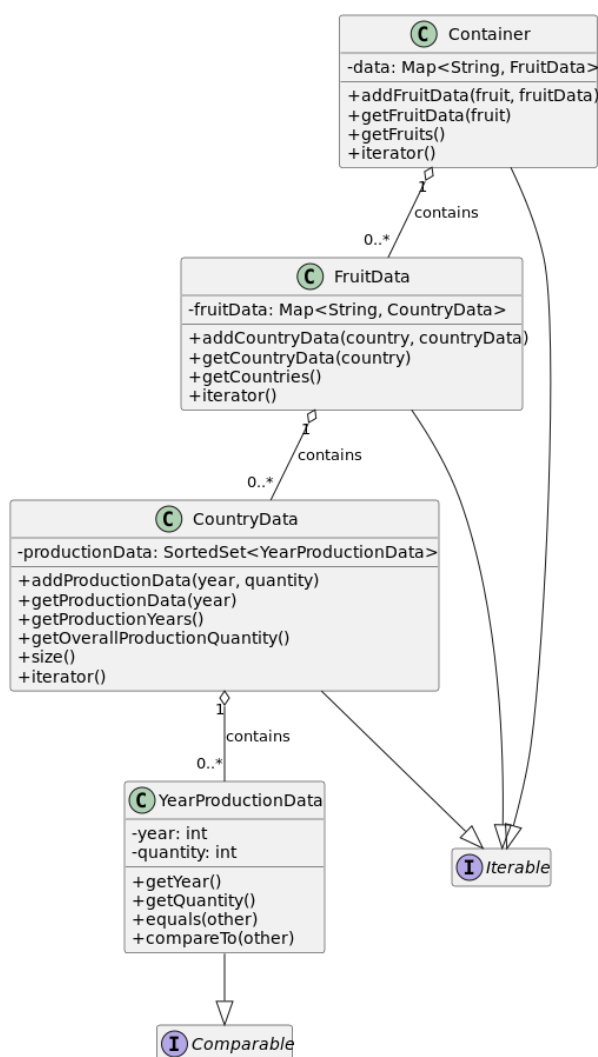 C Container
-data: Map<String, FruitData>
+addFruitData(fruit, fruitData)
+getFruitData(fruit)
+getFruits()
+iterator()
1
contains
0..*
C FruitData
-fruitData: Map<String, CountryData>
+addCountryData(country, countryData)
+getCountryData(country)
+getCountries()
+iterator()
1
contains
0..*
C CountryData
-productionData: SortedSet<YearProductionData>
+addProductionData(year, quantity)
+getProductionData(year)
+getProductionYears()
+getOverallProductionQuantity()
+size()
+iterator()
1
contains
0..*
C YearProductionData
-year: int
-quantity: int
+getYear()
+getQuantity()
+equals(other)
+compareTo(other)
I Iterable
I Comparable